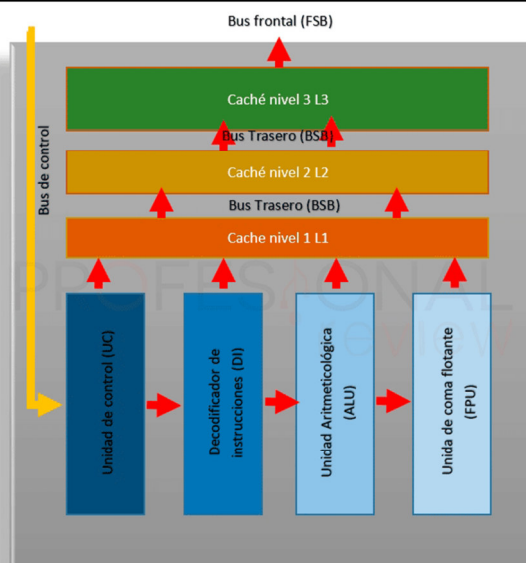 Bus frontal (FSB)
Bus de control
Caché nivel 3 L3
Bus Trasero (BSB)
Caché nivel 2 L2
Bus Trasero (BSB)
Cache nivel 1 L1
PROFESIONAL
review
Unidad de control (UC)
Decodificador de
instrucciones (DI)
Unidad Aritmeticológica
(ALU)
Unida de coma flotante
(FPU)